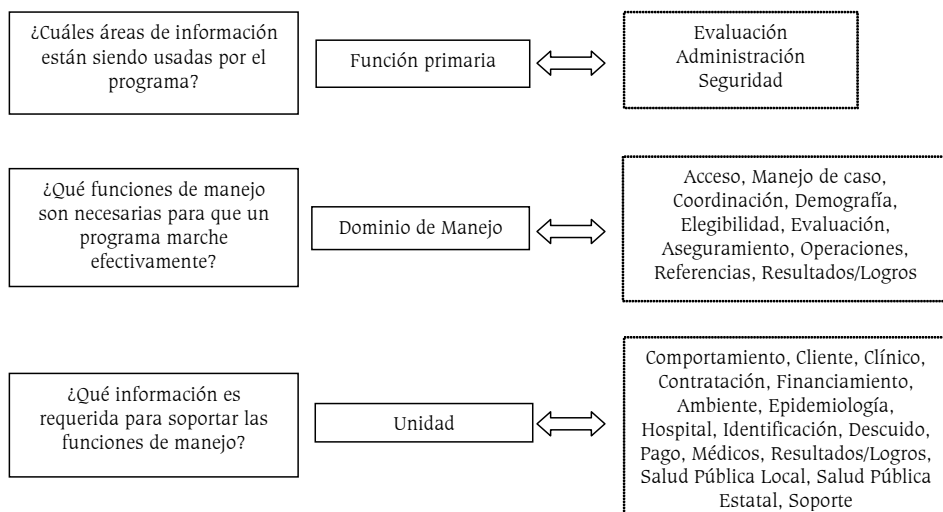 ¿Cuáles áreas de información
están siendo usadas por el
programa?
Función primaria
Evaluación
Administración
Seguridad
¿Qué funciones de manejo
son necesarias para que un
programa marche
efectivamente?
Dominio de Manejo
Acceso, Manejo de caso,
Coordinación, Demografía,
Elegibilidad, Evaluación,
Aseguramiento, Operaciones,
Referencias, Resultados/Logros
¿Qué información es
requerida para soportar las
funciones de manejo?
Unidad
Comportamiento, Cliente, Clínico,
Contratación, Financiamiento,
Ambiente, Epidemiología,
Hospital, Identificación, Descuido,
Pago, Médicos, Resultados/Logros,
Salud Pública Local, Salud Pública
Estatal, Soporte